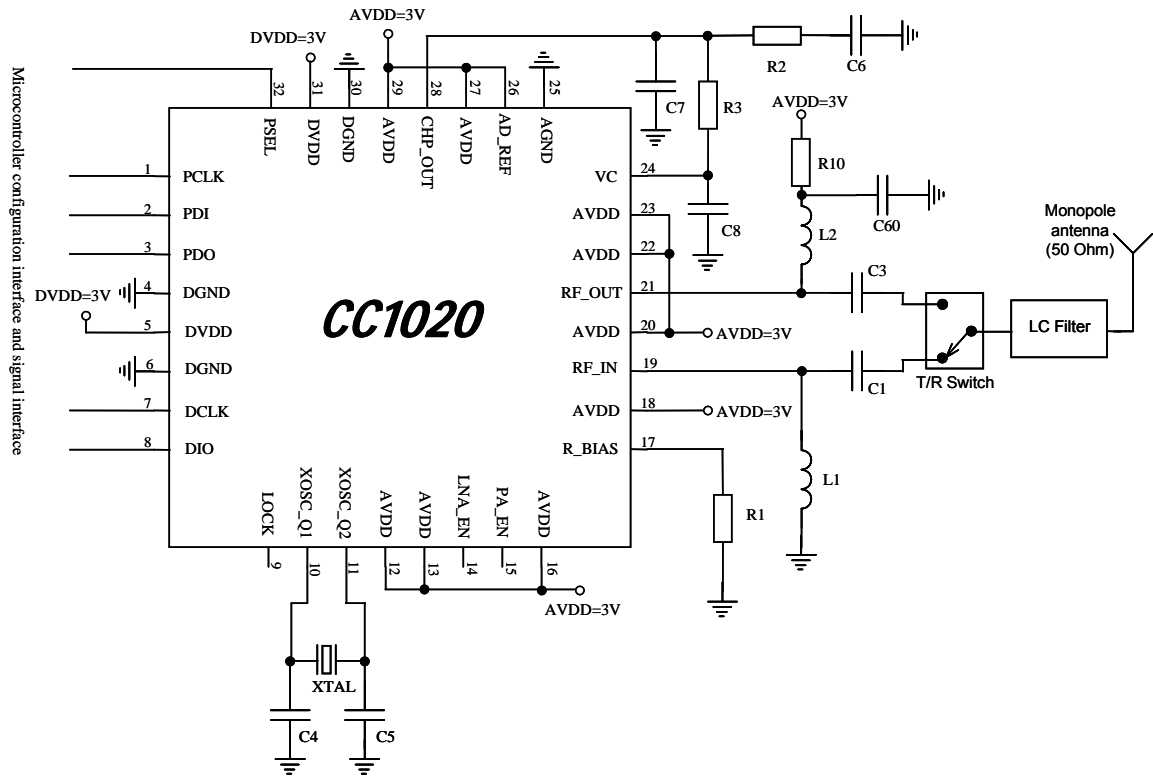 AVDD=3V
DVDD=3V
Microcontroller configuration interface and signal interface
32
31
30
29
28
27
26
25
PSEL
DVDD
DGND
AVDD
CHP_OUT
AVDD
AD_REF
AGND
R2
C6
C7
R3
AVDD=3V
R10
C60
L2
C8
1
PCLK
2
PDI
3
PDO
4
DGND
DVDD=3V
5
DVDD
6
DGND
7
DCLK
8
DIO
CC1020
VC
24
AVDD
23
AVDD
22
RF_OUT
21
AVDD
20
AVDD=3V
RF_IN
19
AVDD
18
AVDD=3V
R_BIAS
17
C3
C1
T/R Switch
LC Filter
Monopole
antenna
(50 Ohm)
L1
R1
LOCK
XOSC_Q1
XOSC_Q2
AVDD
AVDD
LNA_EN
PA_EN
AVDD
9
10
11
12
13
14
15
16
AVDD=3V
XTAL
C4
C5